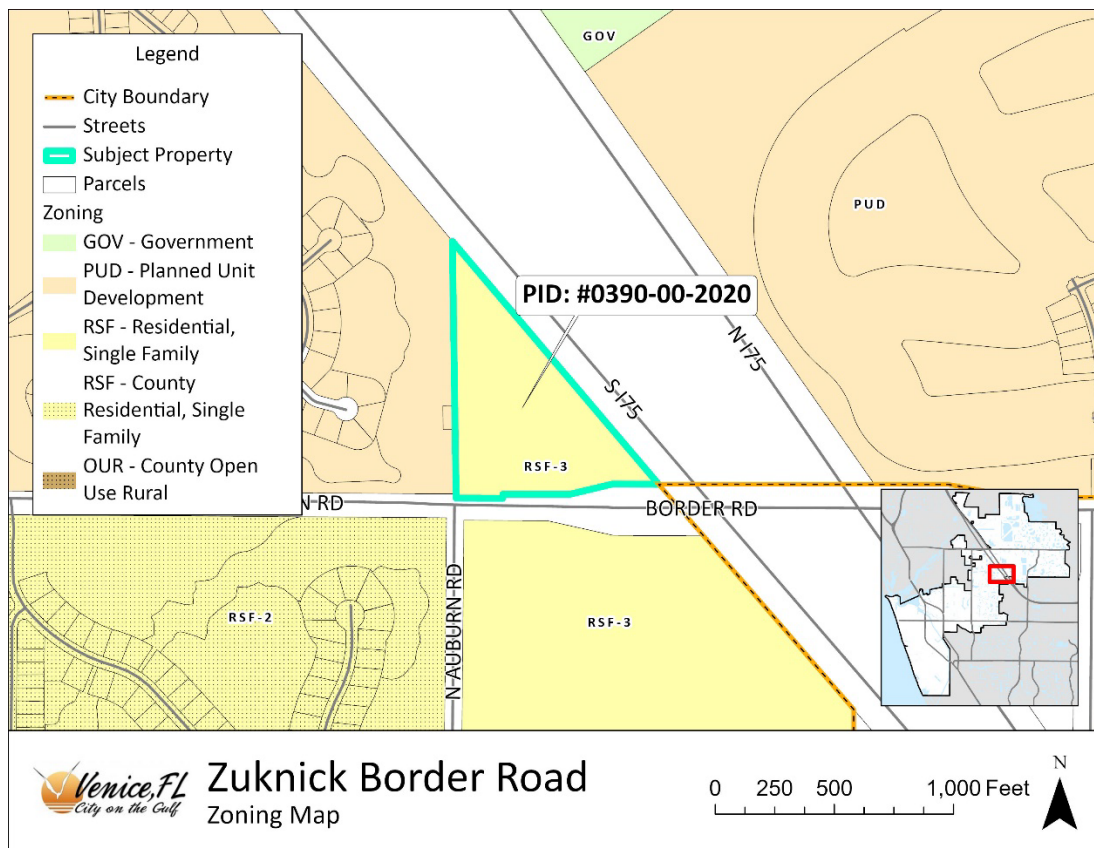 Legend
City Boundary
Streets
Subject Property
Parcels
Zoning
GOV - Government
PUD - Planned Unit
Development
RSF - Residential,
Single Family
RSF - County
Residential, Single
Family
OUR - County Open
Use Rural
GOV
PUD
PID: #0390-00-2020
N I75
S I75
RSF-3
N RD
BORDER RD
N AUBURN RD
RSF-2
RSF-3
Venice, FL
City on the Gulf
Zuknick Border Road
Zoning Map
0 250 500 1,000 Feet
N